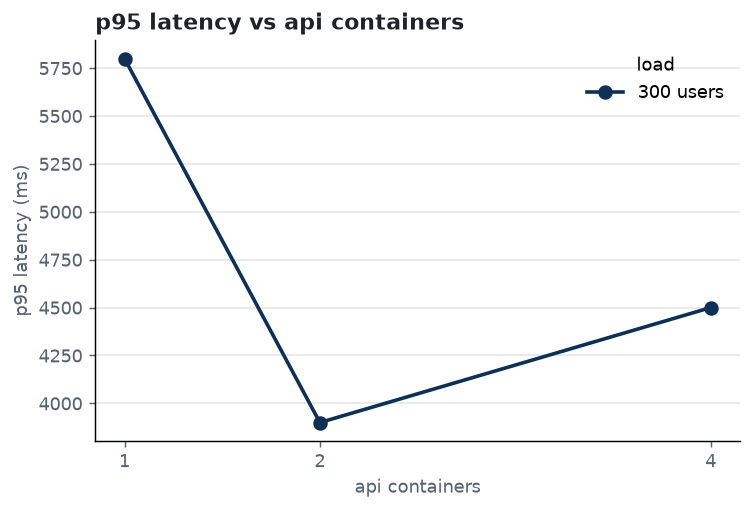 p95 latency vs api containers
load
300 users
5750
5500
5250
5000
4750
4500
4250
4000
p95 latency (ms)
1 2 4
api containers